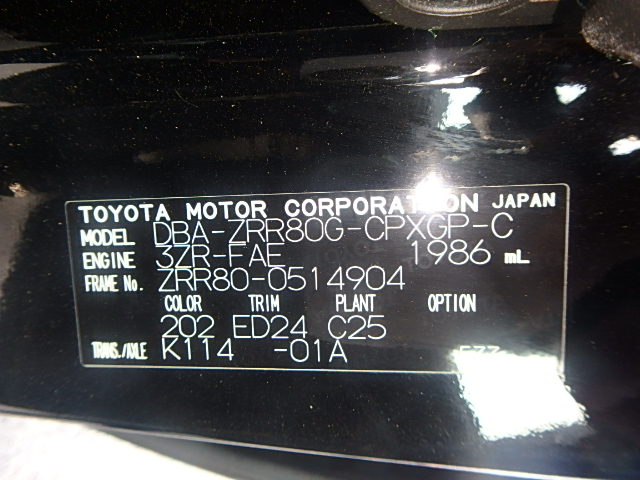 TOYOTA MOTOR CORPORATION JAPAN
MODEL DBA-ZRR80G-CPXGP-C
ENGINE 3ZR-FAE 1986 mL
FRAME No. ZRR80-0514904
COLOR TRIM PLANT OPTION
202 ED24 C25
TRANS./AXLE K114 -01A